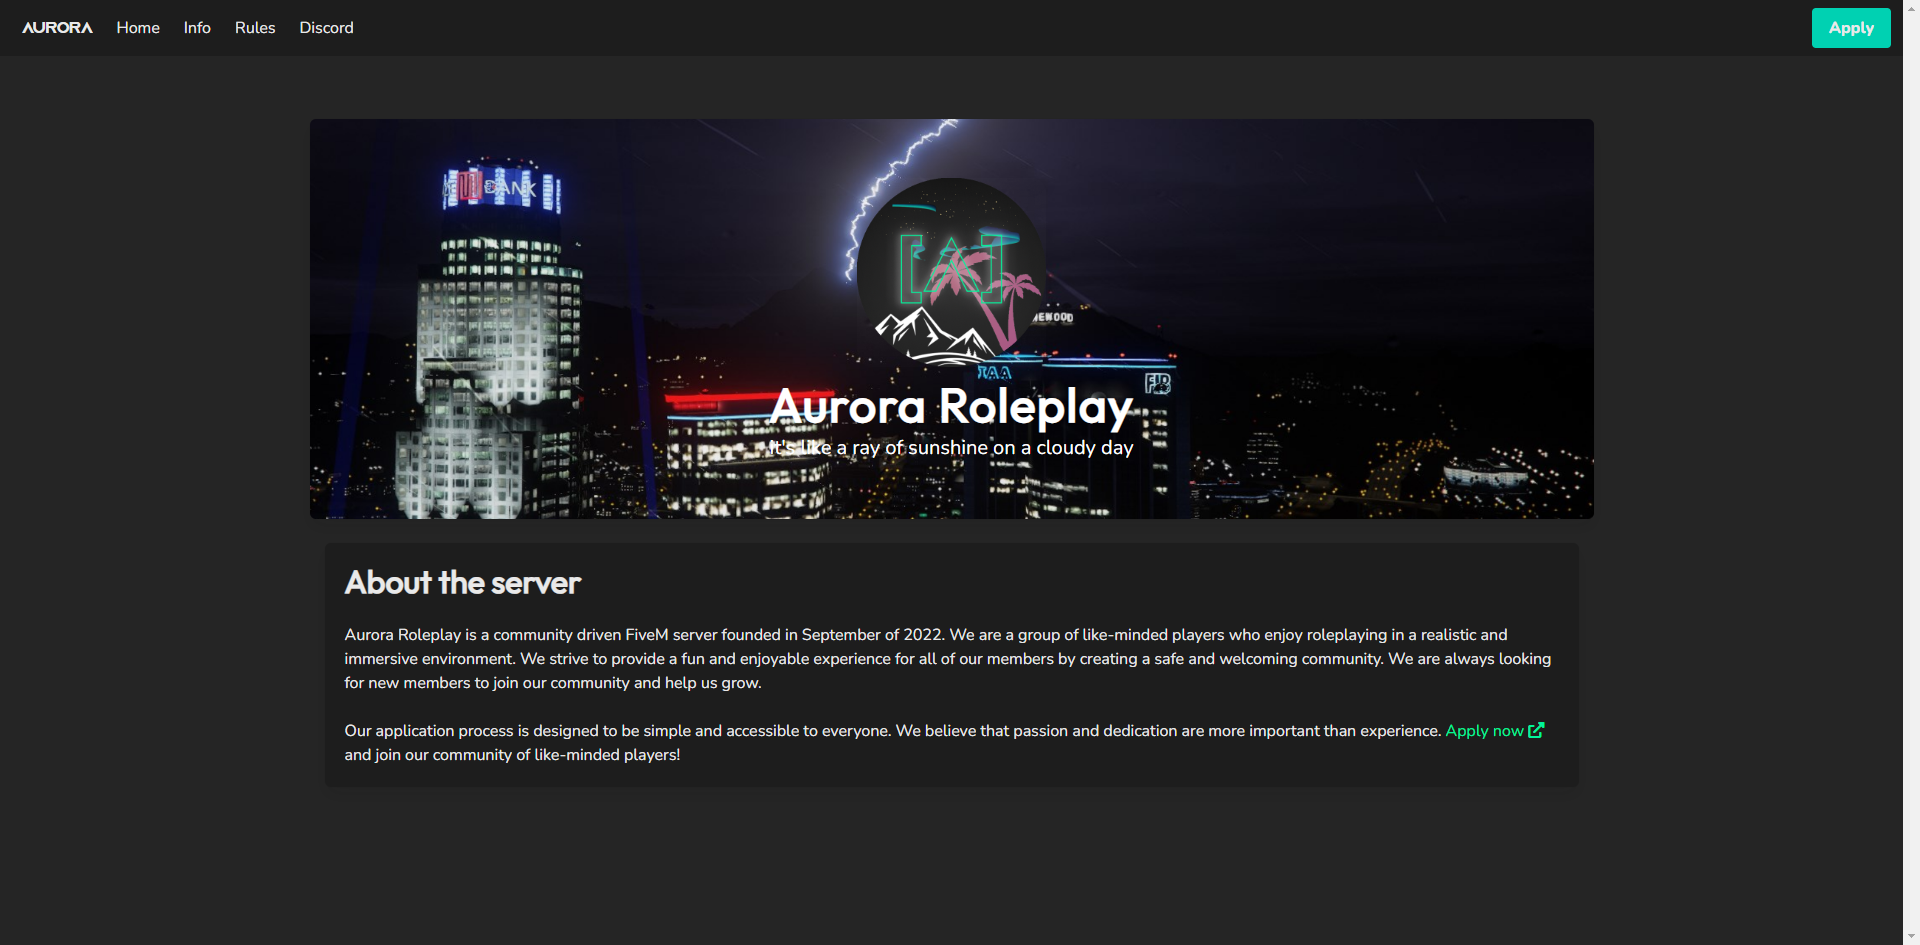 AURORA Home Info Rules Discord Apply
BANK
[A]
EWOOD
IAA
FIB
Aurora Roleplay
It's like a ray of sunshine on a cloudy day
About the server
Aurora Roleplay is a community driven FiveM server founded in September of 2022. We are a group of like-minded players who enjoy roleplaying in a realistic and
immersive environment. We strive to provide a fun and enjoyable experience for all of our members by creating a safe and welcoming community. We are always looking
for new members to join our community and help us grow.
Our application process is designed to be simple and accessible to everyone. We believe that passion and dedication are more important than experience. Apply now
and join our community of like-minded players!